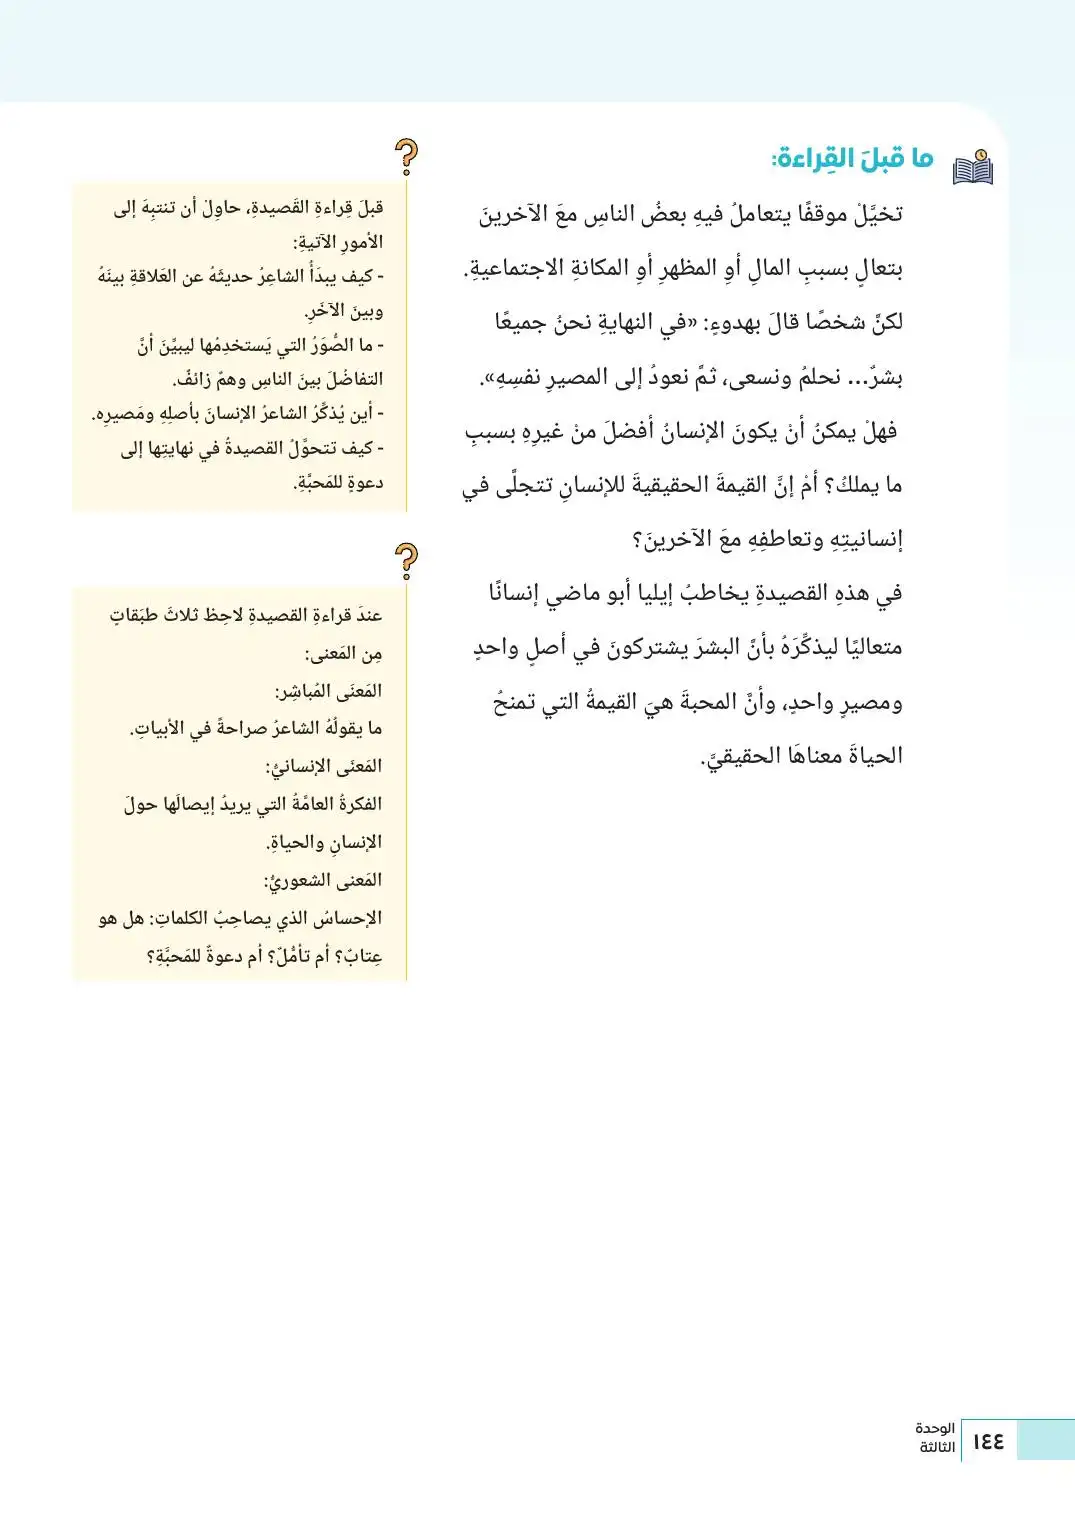 ما قبلَ القِراءة:
تخيَّلْ موقفًا يتعاملُ فيهِ بعضُ الناسِ معَ الآخرينَ
بتعالٍ بسببِ المالِ أوِ المظهرِ أوِ المكانةِ الاجتماعيةِ.
لكنَّ شخصًا قالَ بهدوءٍ: «في النهايةِ نحنُ جميعًا
بشرٌ... نحلمُ ونسعى، ثمَّ نعودُ إلى المصيرِ نفسِهِ».
فهلْ يمكنُ أنْ يكونَ الإنسانُ أفضلَ منْ غيرِهِ بسببِ
ما يملكُ؟ أمْ إنَّ القيمةَ الحقيقيةَ للإنسانِ تتجلَّى في
إنسانيتِهِ وتعاطفِهِ معَ الآخرينَ؟
في هذهِ القصيدةِ يخاطبُ إيليا أبو ماضي إنسانًا
متعاليًا ليذكِّرَهُ بأنَّ البشرَ يشتركونَ في أصلٍ واحدٍ
ومصيرٍ واحدٍ، وأنَّ المحبةَ هيَ القيمةُ التي تمنحُ
الحياةَ معناهَا الحقيقيَّ.
?
قبلَ قِراءةِ القَصيدةِ، حاوِلْ أن تنتبِهَ إلى
الأمورِ الآتيةِ:
- كيف يبدَأُ الشاعِرُ حديثَهُ عن العَلاقةِ بينَهُ
وبينَ الآخَرِ.
- ما الصُّوَرُ التي يَستخدِمُها ليبيِّنَ أنَّ
التفاضُلَ بينَ الناسِ وهمٌ زائفٌ.
- أين يُذكِّرُ الشاعرُ الإنسانَ بأصلِهِ ومَصيرِه.
- كيف تتحوَّلُ القصيدةُ في نهايتِها إلى
دعوةٍ للمَحبَّةِ.
?
عندَ قراءةِ القصيدةِ لاحِظ ثلاثَ طبَقاتٍ
مِن المَعنى:
المَعنَى المُباشِر:
ما يقولُهُ الشاعرُ صراحةً في الأبياتِ.
المَعنَى الإنسانيُّ:
الفكرةُ العامَّةُ التي يريدُ إيصالَها حولَ
الإنسانِ والحياةِ.
المَعنى الشعوريُّ:
الإحساسُ الذي يصاحِبُ الكلماتِ: هل هو
عِتابٌ؟ أم تأمُّلٌ؟ أم دعوةٌ للمَحبَّةِ؟
الوحدة
الثالثة
١٤٤